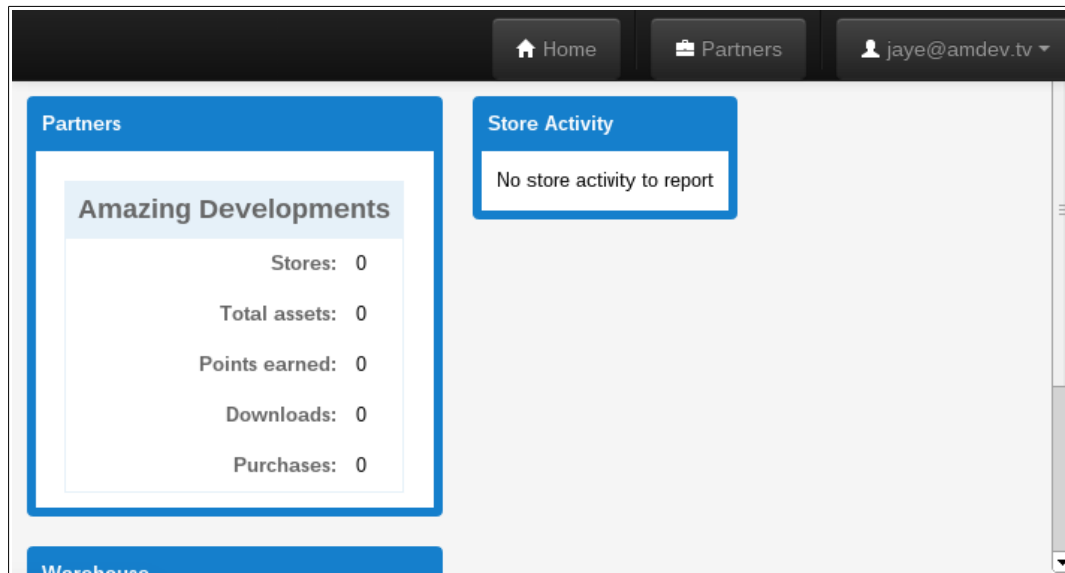 Home
Partners
jaye@amdev.tv
Partners
Amazing Developments
Stores: 0
Total assets: 0
Points earned: 0
Downloads: 0
Purchases: 0
Store Activity
No store activity to report
Warehouse